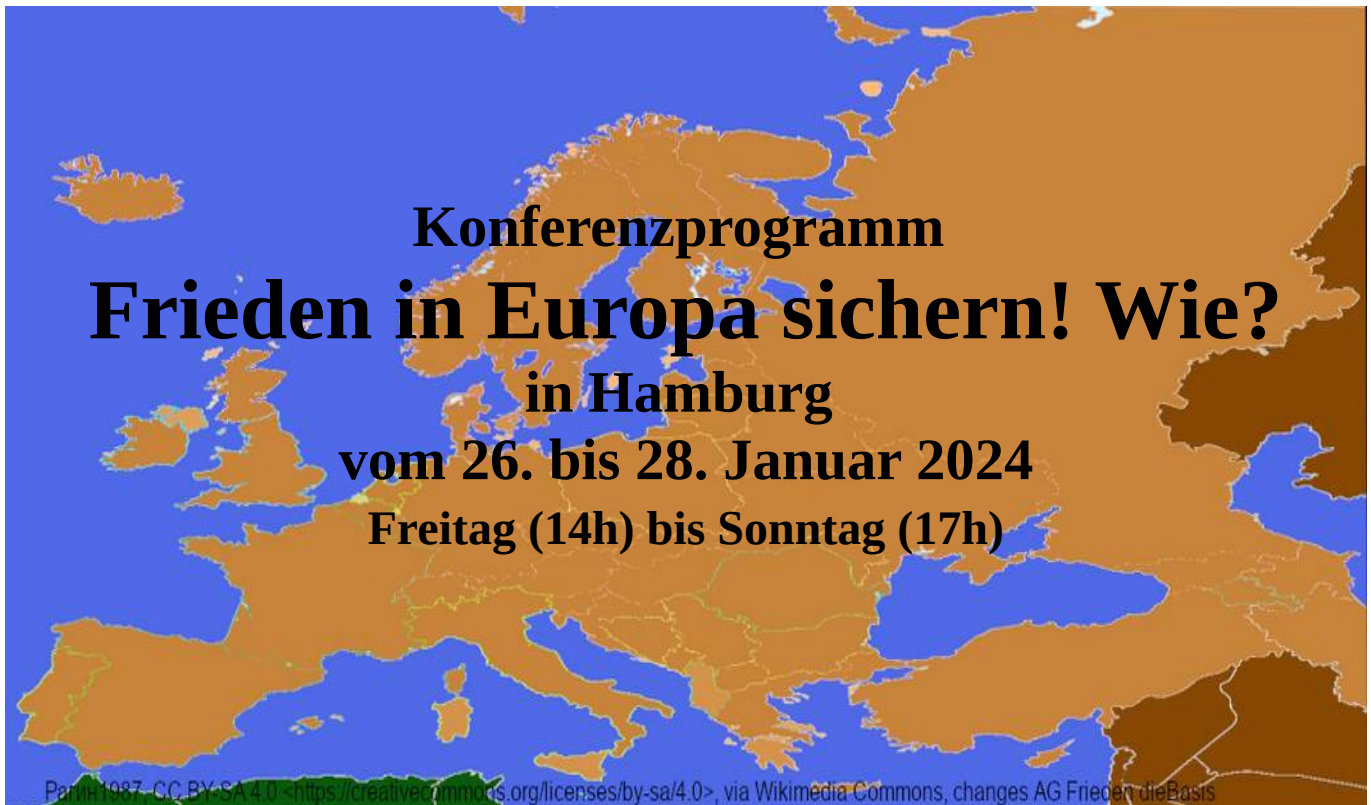 Konferenzprogramm
Frieden in Europa sichern! Wie?
in Hamburg
vom 26. bis 28. Januar 2024
Freitag (14h) bis Sonntag (17h)
Рагин1987, CC BY-SA 4.0 <https://creativecommons.org/licenses/by-sa/4.0>, via Wikimedia Commons, changes AG Frieden dieBasis